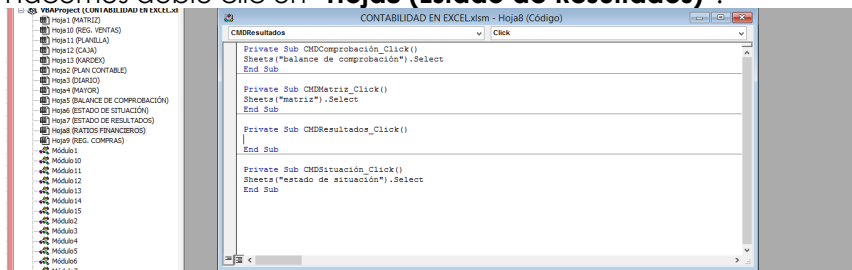 Hacemos doble clic en "Hojas (Estado de Resultados)".
VBAProject (CONTABILIDAD EN EXCEL.xl
Hoja1 (MATRIZ)
Hoja10 (REG. VENTAS)
Hoja11 (PLANILLA)
Hoja12 (CAJA)
Hoja13 (KARDEX)
Hoja2 (PLAN CONTABLE)
Hoja3 (DIARIO)
Hoja4 (MAYOR)
Hoja5 (BALANCE DE COMPROBACIÓN)
Hoja6 (ESTADO DE SITUACIÓN)
Hoja7 (ESTADO DE RESULTADOS)
Hoja8 (RATIOS FINANCIEROS)
Hoja9 (REG. COMPRAS)
Módulo1
Módulo10
Módulo11
Módulo12
Módulo13
Módulo14
Módulo15
Módulo2
Módulo3
Módulo4
Módulo5
Módulo6
CONTABILIDAD EN EXCEL.xlsm - Hoja8 (Código)
CMDResultados Click
Private Sub CMDComprobación_Click()
Sheets("balance de comprobación").Select
End Sub
Private Sub CMDMatriz_Click()
Sheets("matriz").Select
End Sub
Private Sub CMDResultados_Click()
End Sub
Private Sub CMDSituación_Click()
Sheets("estado de situación").Select
End Sub